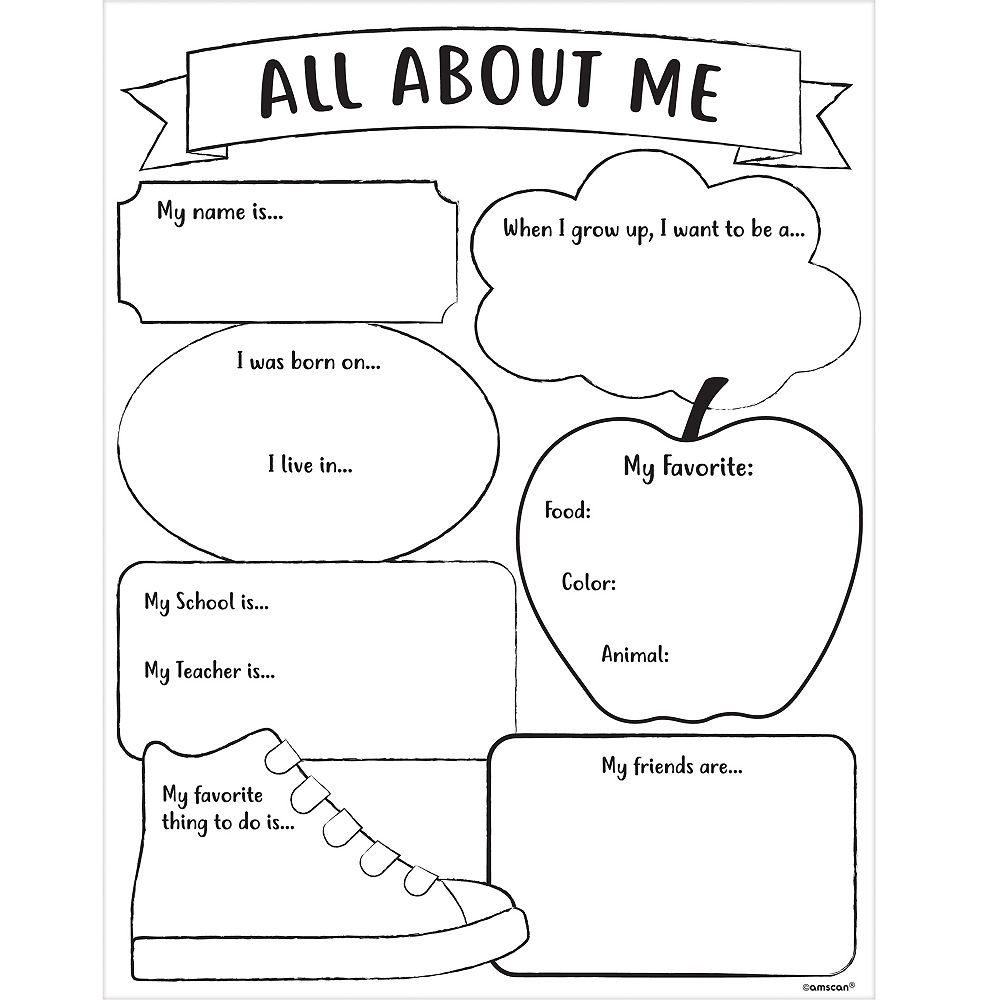 ALL ABOUT ME
My name is...
When I grow up, I want to be a...
I was born on...
I live in...
My Favorite:
Food:
Color:
Animal:
My School is...
My Teacher is...
My favorite
thing to do is...
My friends are...
©amscan®